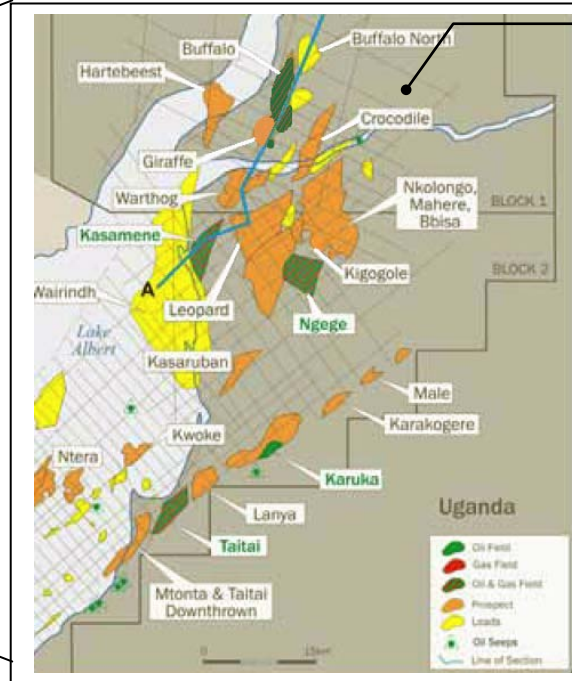 Buffalo
Buffalo North
Hartebeest
Crocodile
Giraffe
Warthog
Nkolongo,
Mahere,
Bbisa
BLOCK 1
Kasamene
Kigogole
BLOCK 2
A
Wairindh
Leopard
Ngege
Lake
Albert
Kasaruban
Male
Kwoke
Karakogere
Ntera
Karuka
Lanya
Uganda
Taitai
Mtonta & Taitai
Downthrown
Oil Field
Gas Field
Oil & Gas Field
Prospect
Leads
Oil Seeps
Line of Section
0
15km